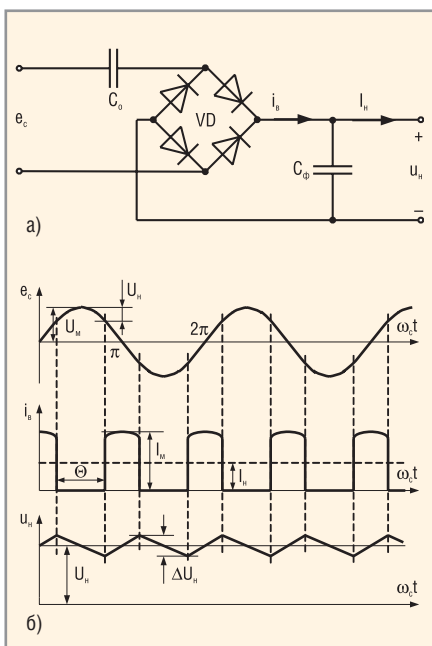 C₀
VD
iв
Iн
+
eс
Cф
uн
–
а)
eс
Uн
Uм
π
2π
ωсt
iв
Θ
Iм
Iн
ωсt
uн
Uн
ΔUн
ωсt
б)